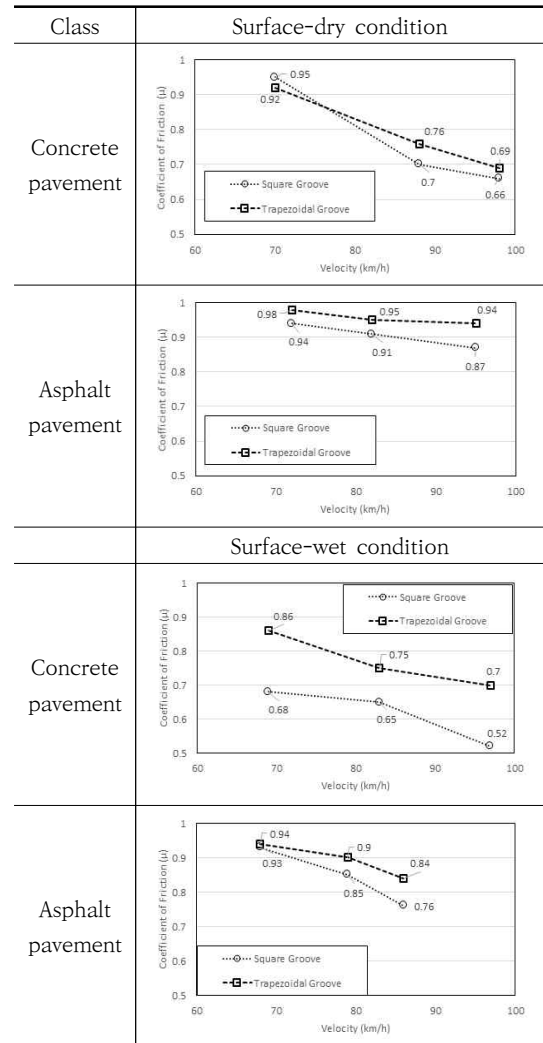 Class Surface-dry condition
Concrete
pavement
Coefficient of Friction (μ)
1
0.9
0.8
0.7
0.6
0.5
0.95
0.92
0.76
0.7
0.69
0.66
Square Groove
Trapezoidal Groove
60 70 80 90 100
Velocity (km/h)
Asphalt
pavement
Coefficient of Friction (μ)
1
0.9
0.8
0.7
0.6
0.5
0.98
0.94
0.95
0.91
0.94
0.87
Square Groove
Trapezoidal Groove
60 70 80 90 100
Velocity (km/h)
Surface-wet condition
Concrete
pavement
Coefficient of Friction (μ)
1
0.9
0.8
0.7
0.6
0.5
Square Groove
Trapezoidal Groove
0.86
0.75
0.7
0.68
0.65
0.52
60 70 80 90 100
Velocity (km/h)
Asphalt
pavement
Coefficient of Friction (μ)
1
0.9
0.8
0.7
0.6
0.5
0.94
0.93
0.9
0.85
0.84
0.76
Square Groove
Trapezoidal Groove
60 70 80 90 100
Velocity (km/h)